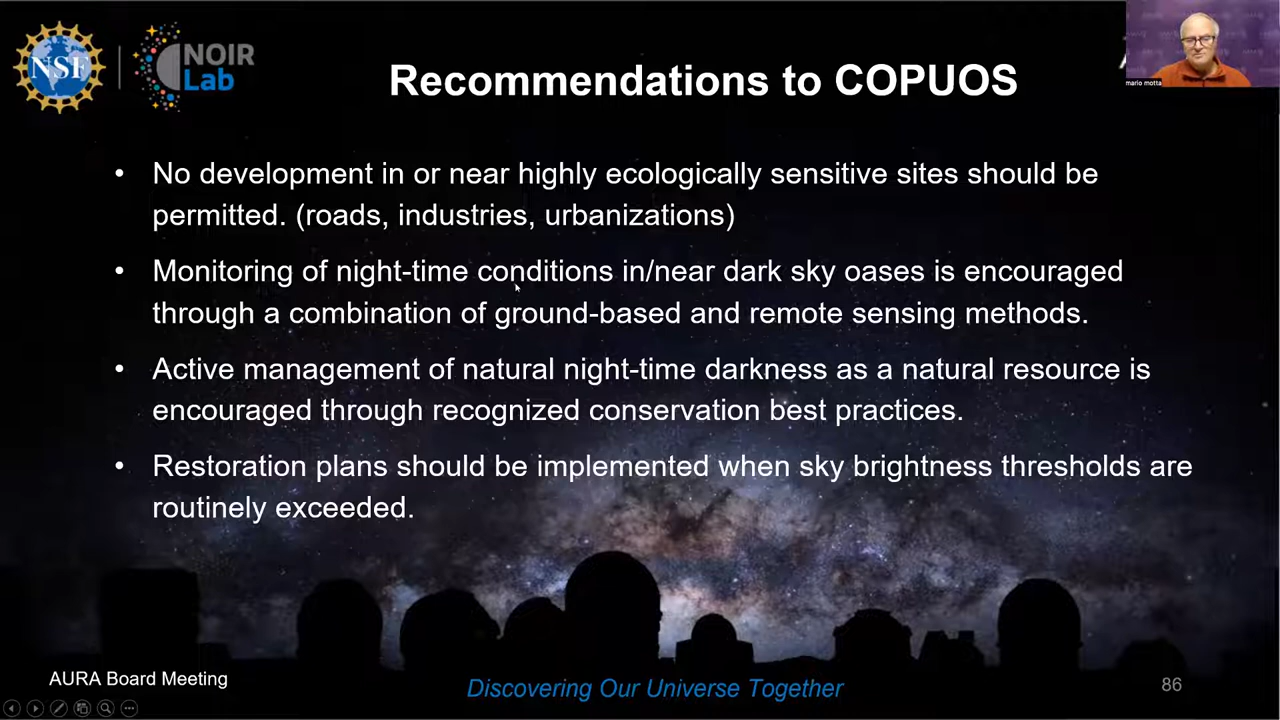 NSF
NOIR
Lab
Recommendations to COPUOS
mario motta
• No development in or near highly ecologically sensitive sites should be
permitted. (roads, industries, urbanizations)
• Monitoring of night-time conditions in/near dark sky oases is encouraged
through a combination of ground-based and remote sensing methods.
• Active management of natural night-time darkness as a natural resource is
encouraged through recognized conservation best practices.
• Restoration plans should be implemented when sky brightness thresholds are
routinely exceeded.
AURA Board Meeting
Discovering Our Universe Together
86